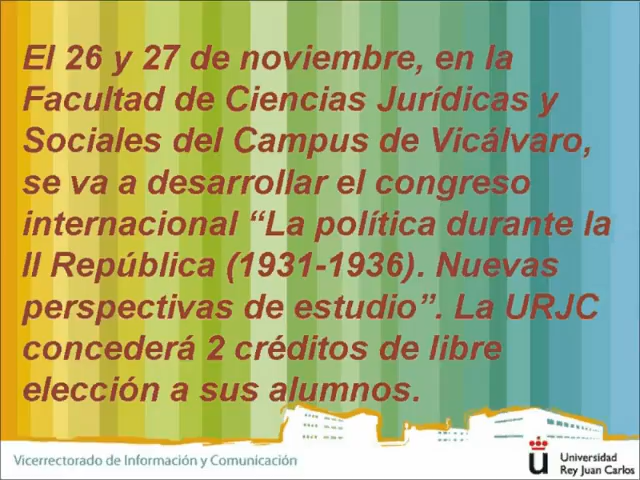 El 26 y 27 de noviembre, en la
Facultad de Ciencias Jurídicas y
Sociales del Campus de Vicálvaro,
se va a desarrollar el congreso
internacional “La política durante la
II República (1931-1936). Nuevas
perspectivas de estudio”. La URJC
concederá 2 créditos de libre
elección a sus alumnos.
Vicerrectorado de Información y Comunicación
u
Universidad
Rey Juan Carlos